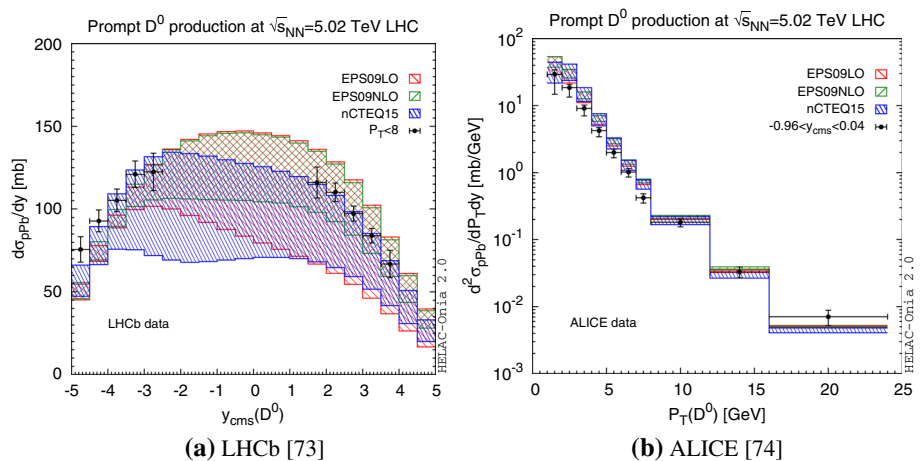 Prompt D⁰ production at √s_NN=5.02 TeV LHC
dσ_pPb/dy [mb]
200
150
100
50
0
EPS09LO
EPS09NLO
nCTEQ15
P_T<8
LHCb data
HELAC-Onia 2.0
-5 -4 -3 -2 -1 0 1 2 3 4 5
y_cms(D⁰)
(a) LHCb [73]
Prompt D⁰ production at √s_NN=5.02 TeV LHC
d²σ_pPb/dP_Tdy [mb/GeV]
10²
10¹
10⁰
10⁻¹
10⁻²
10⁻³
EPS09LO
EPS09NLO
nCTEQ15
-0.96<y_cms<0.04
ALICE data
HELAC-Onia 2.0
0 5 10 15 20
P_T(D⁰) [GeV]
(b) ALICE [74]